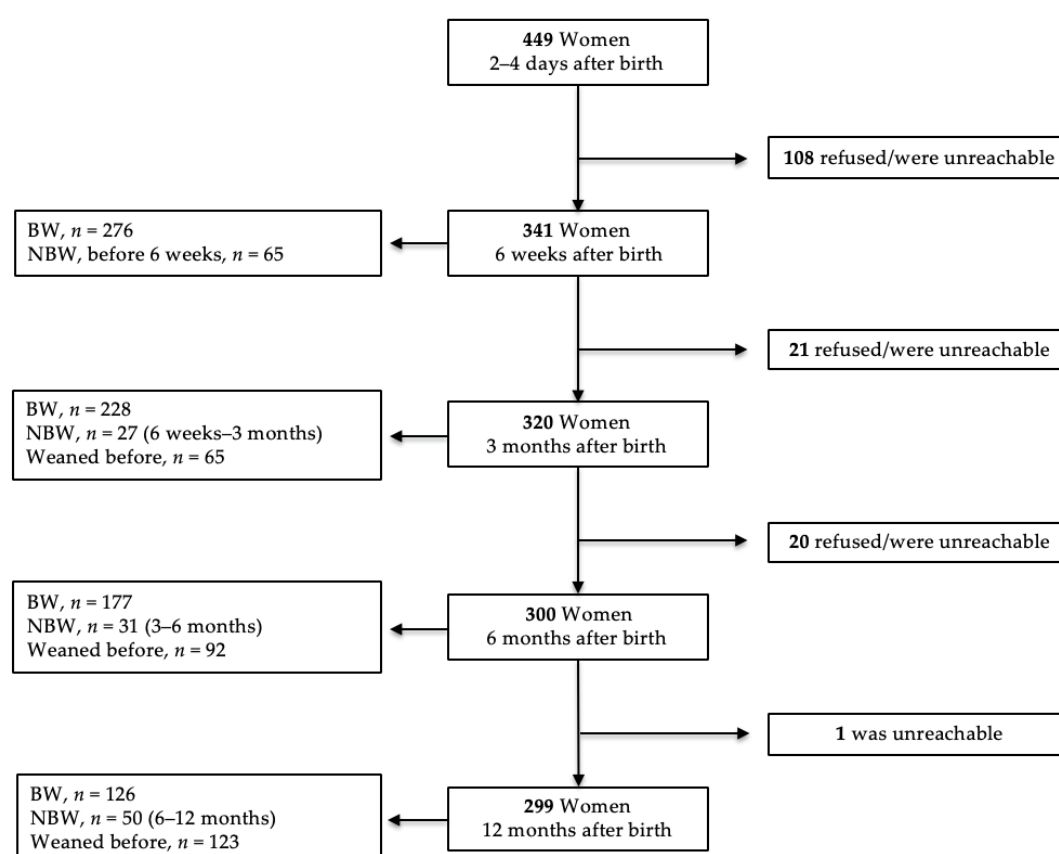 449 Women
2–4 days after birth
108 refused/were unreachable
BW, n = 276
NBW, before 6 weeks, n = 65
341 Women
6 weeks after birth
21 refused/were unreachable
BW, n = 228
NBW, n = 27 (6 weeks–3 months)
Weaned before, n = 65
320 Women
3 months after birth
20 refused/were unreachable
BW, n = 177
NBW, n = 31 (3–6 months)
Weaned before, n = 92
300 Women
6 months after birth
1 was unreachable
BW, n = 126
NBW, n = 50 (6–12 months)
Weaned before, n = 123
299 Women
12 months after birth